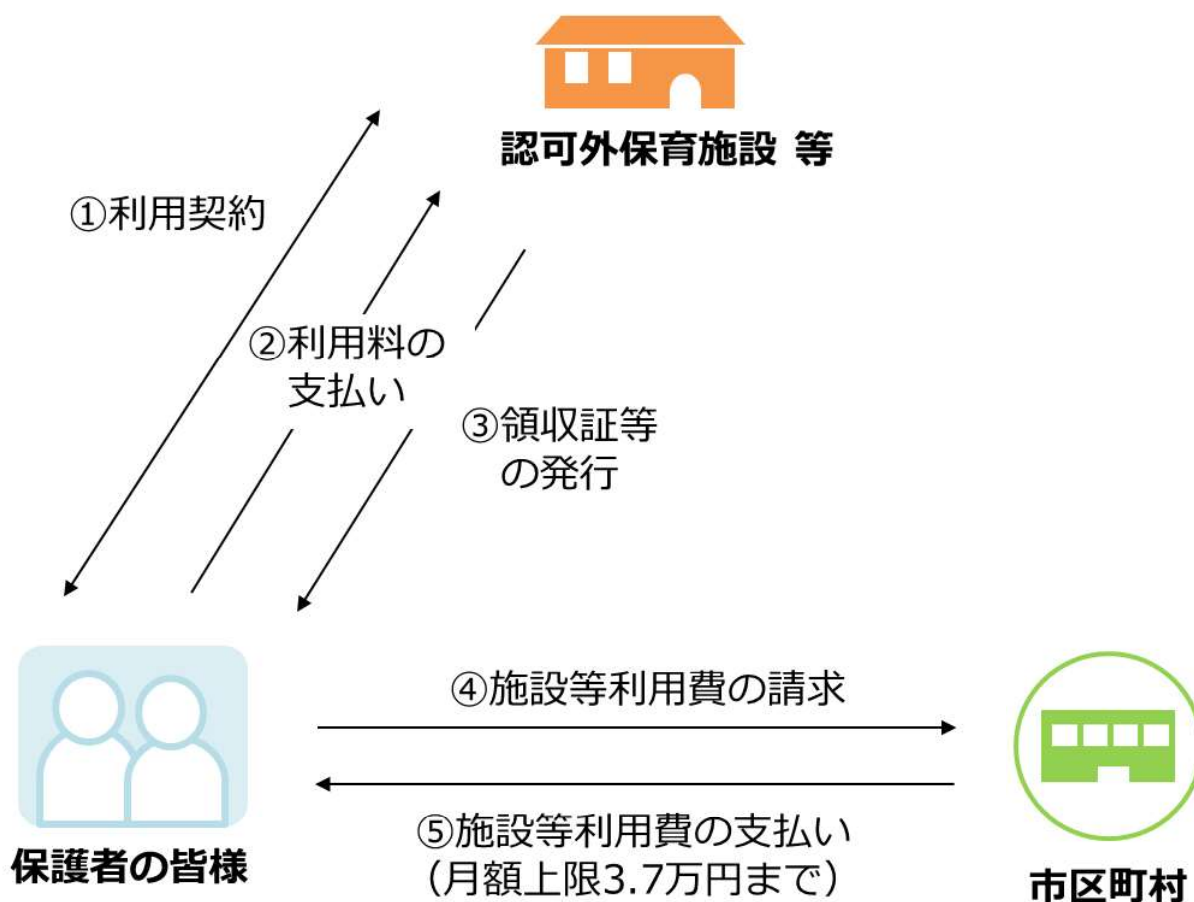 認可外保育施設 等
①利用契約
②利用料の
支払い
③領収証等
の発行
④施設等利用費の請求
⑤施設等利用費の支払い
（月額上限3.7万円まで）
保護者の皆様
市区町村